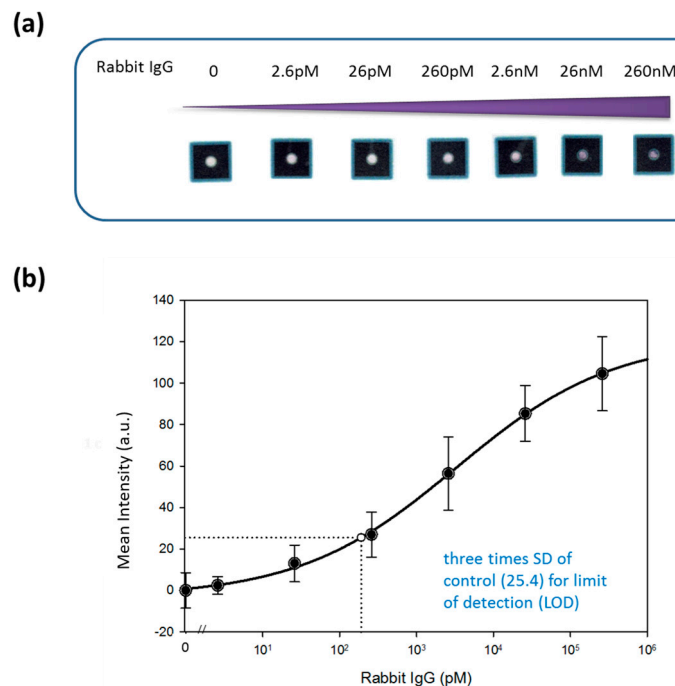 (a)
Rabbit IgG 0 2.6pM 26pM 260pM 2.6nM 26nM 260nM
(b)
140
120
100
80
60
40
20
0
-20
Mean Intensity (a.u.)
three times SD of
control (25.4) for limit
of detection (LOD)
0 10¹ 10² 10³ 10⁴ 10⁵ 10⁶
Rabbit IgG (pM)